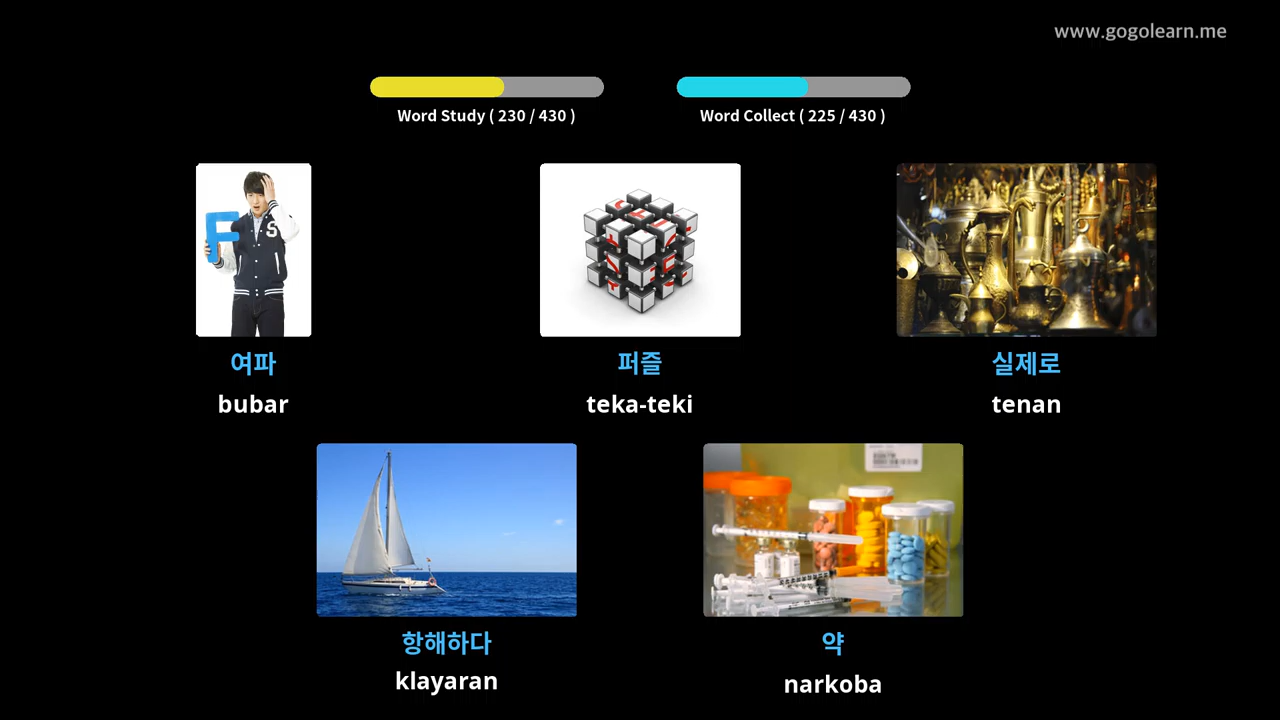 www.gogolearn.me
Word Study ( 230 / 430 )
Word Collect ( 225 / 430 )
F
S
여파
퍼즐
실제로
bubar
teka-teki
tenan
항해하다
약
klayaran
narkoba